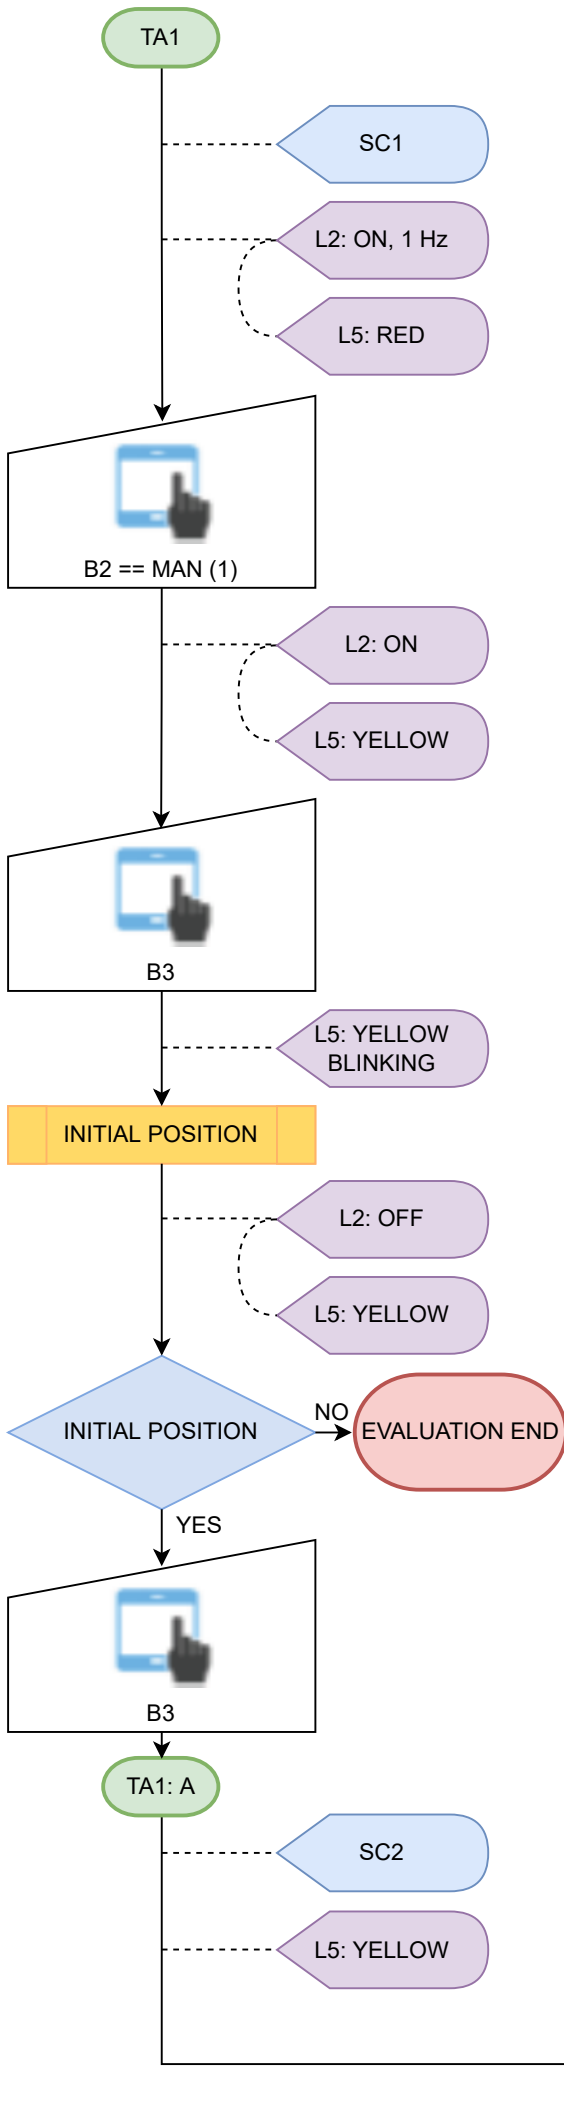 TA1
SC1
L2: ON, 1 Hz
L5: RED
B2 == MAN (1)
L2: ON
L5: YELLOW
B3
L5: YELLOW
BLINKING
INITIAL POSITION
L2: OFF
L5: YELLOW
INITIAL POSITION
NO
EVALUATION END
YES
B3
TA1: A
SC2
L5: YELLOW